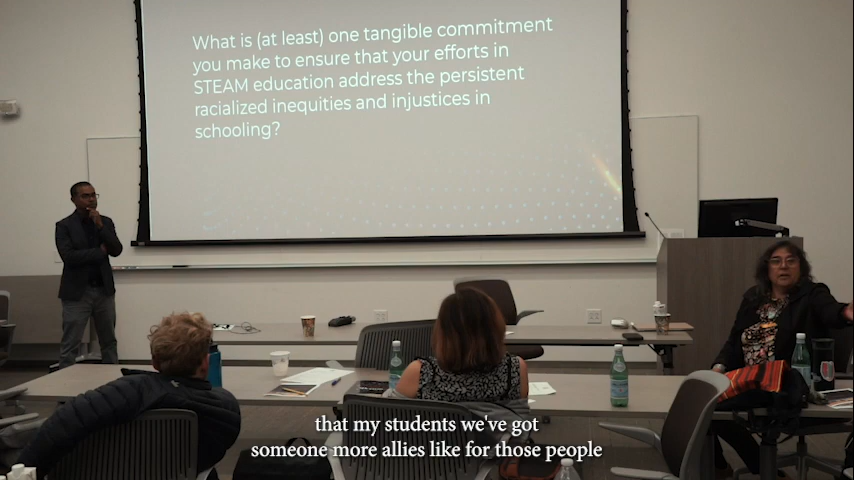 What is (at least) one tangible commitment
you make to ensure that your efforts in
STEAM education address the persistent
racialized inequities and injustices in
schooling?
that my students we've got
someone more allies like for those people